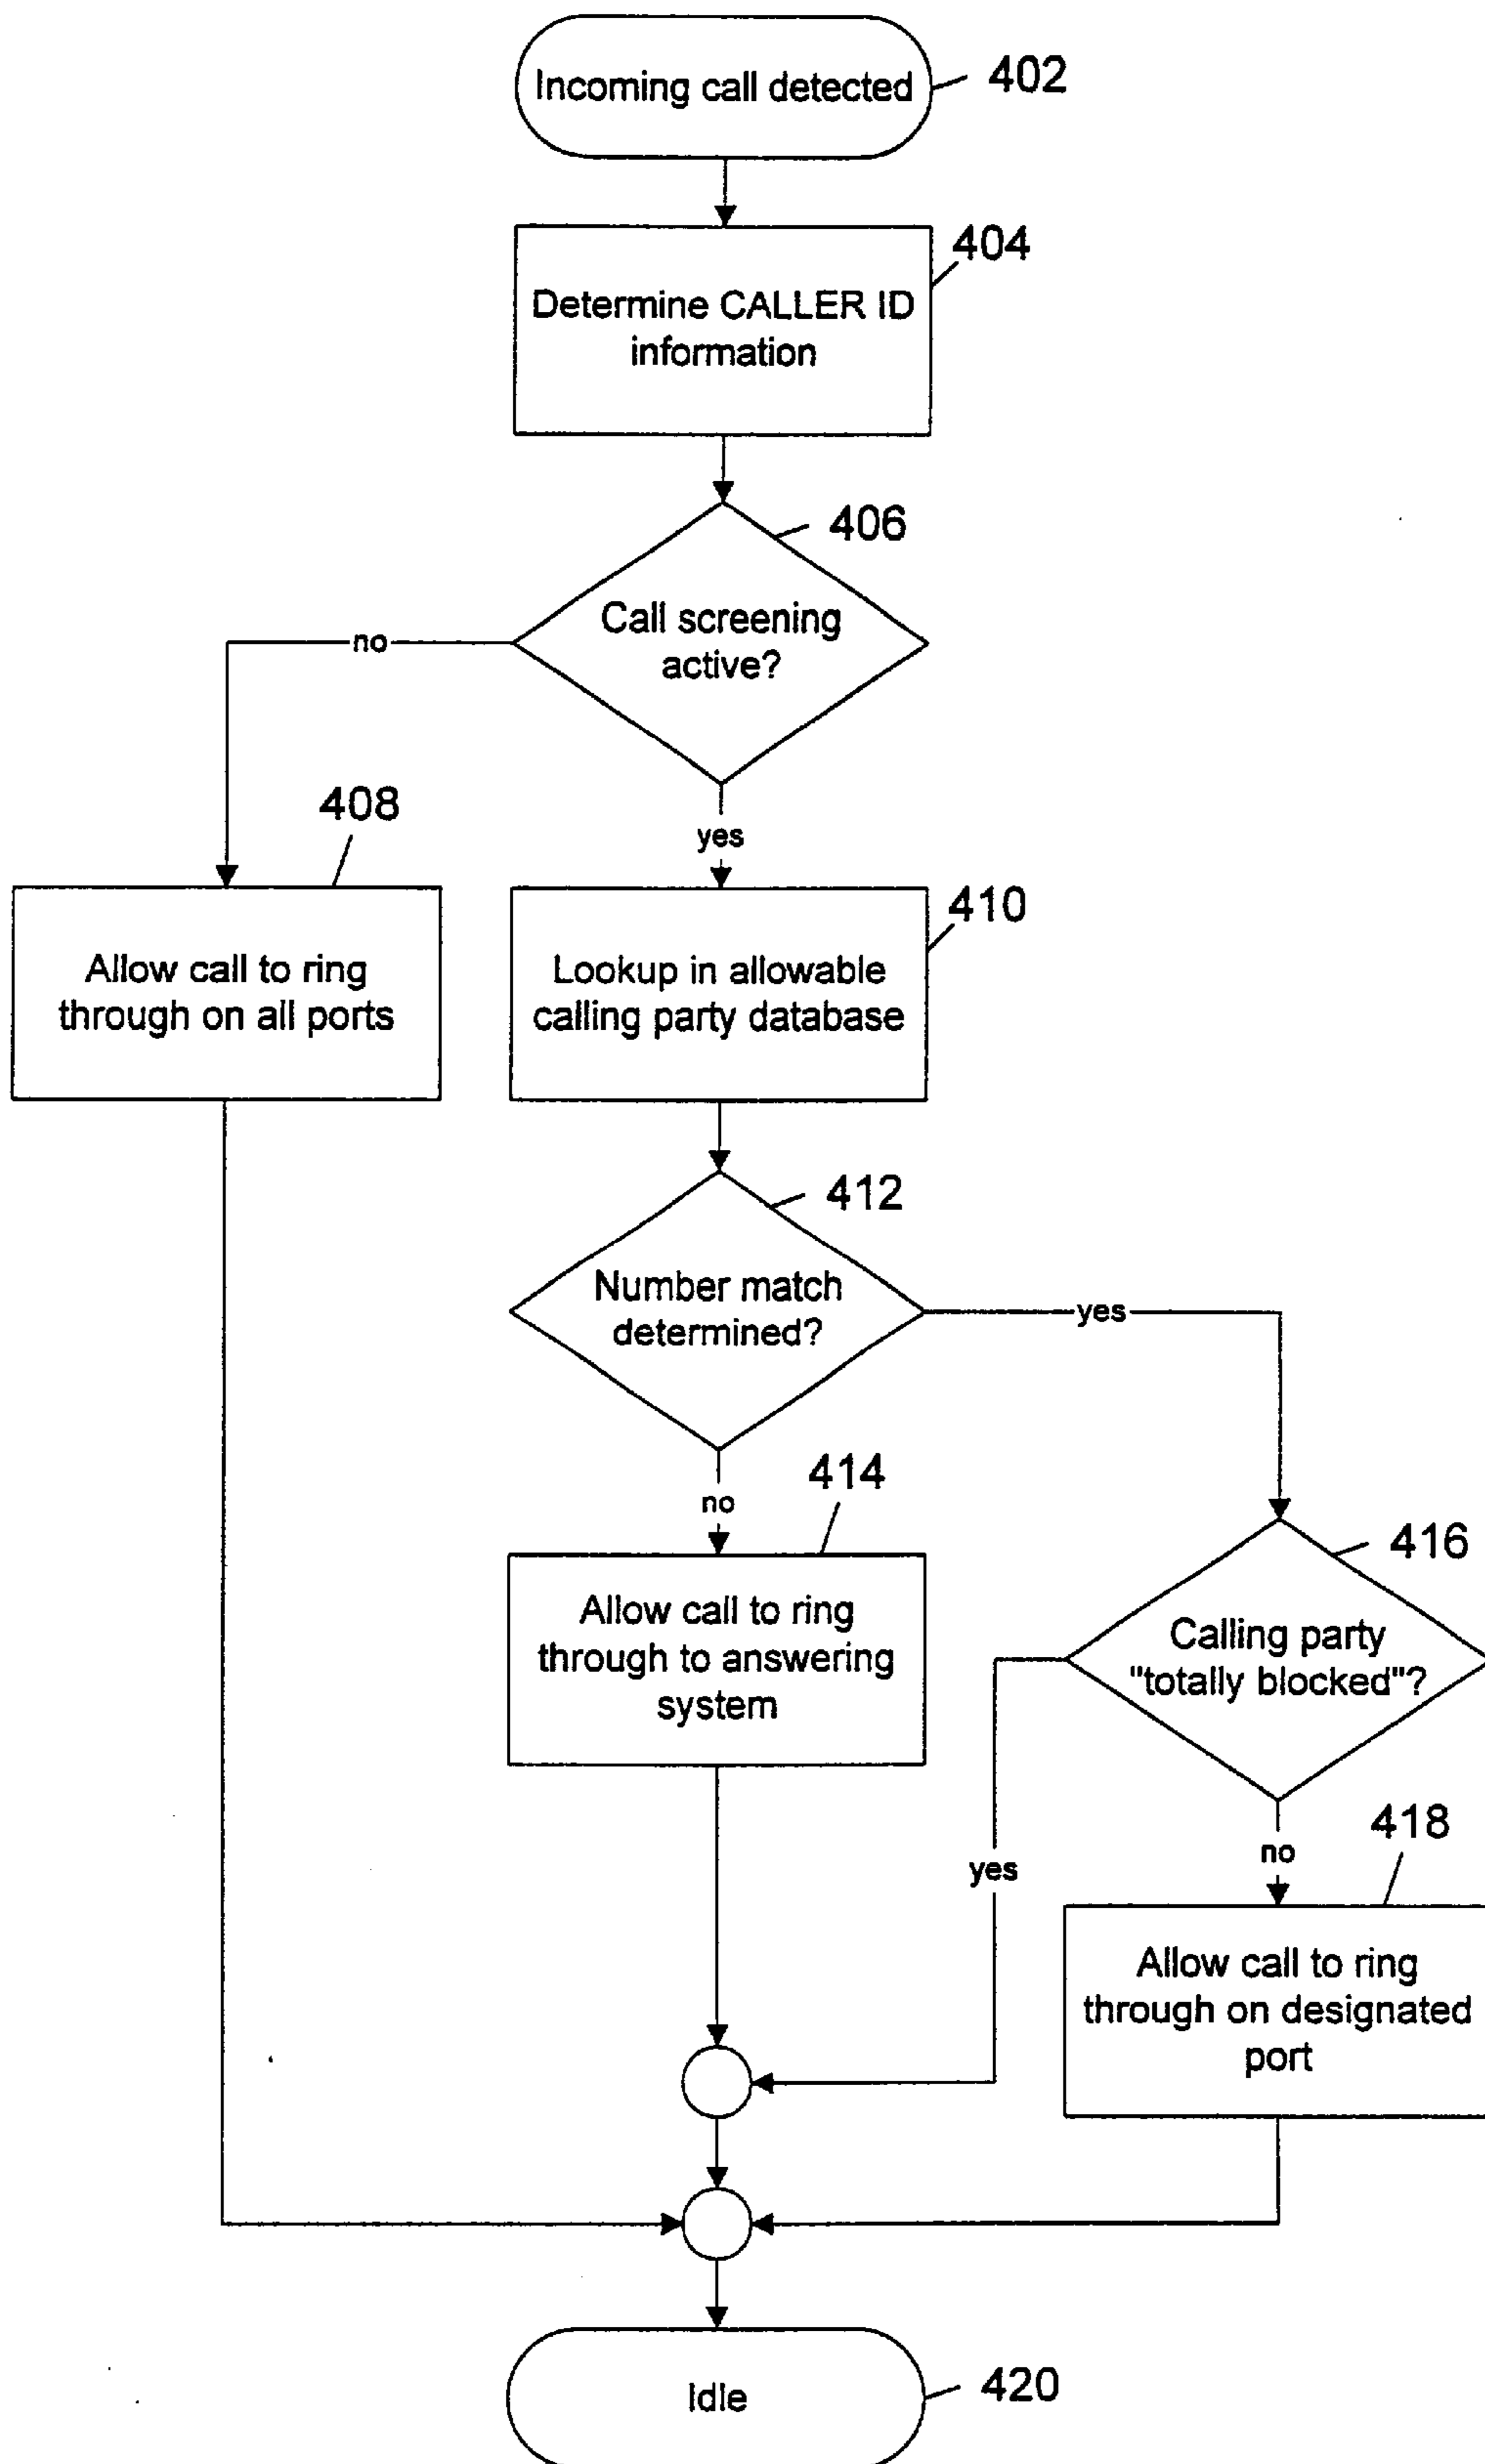 Incoming call detected
402
404
Determine CALLER ID
information
406
Call screening
active?
no
yes
408
Allow call to ring
through on all ports
410
Lookup in allowable
calling party database
412
Number match
determined?
yes
no
414
Allow call to ring
through to answering
system
416
Calling party
"totally blocked"?
yes
no
418
Allow call to ring
through on designated
port
Idle
420